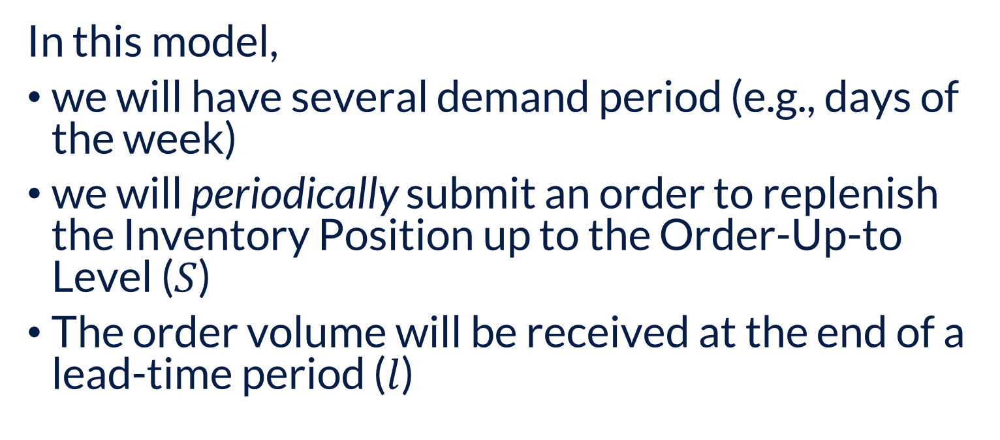 In this model,
• we will have several demand period (e.g., days of
the week)
• we will periodically submit an order to replenish
the Inventory Position up to the Order-Up-to
Level (S)
• The order volume will be received at the end of a
lead-time period (l)